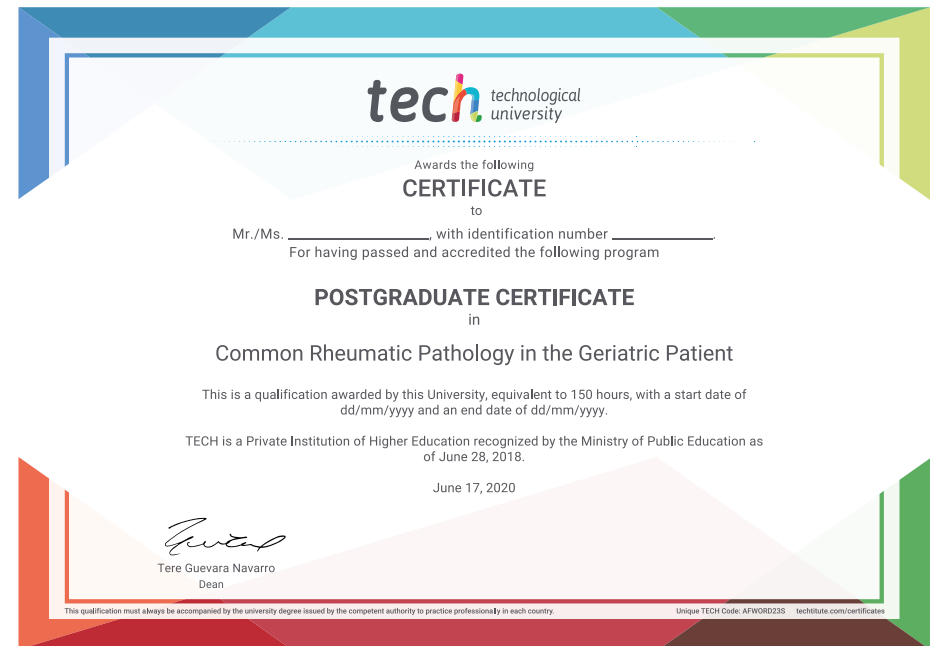 tech technological
university
Awards the following
CERTIFICATE
to
Mr./Ms. ____________________, with identification number ______________.
For having passed and accredited the following program
POSTGRADUATE CERTIFICATE
in
Common Rheumatic Pathology in the Geriatric Patient
This is a qualification awarded by this University, equivalent to 150 hours, with a start date of
dd/mm/yyyy and an end date of dd/mm/yyyy.
TECH is a Private Institution of Higher Education recognized by the Ministry of Public Education as
of June 28, 2018.
June 17, 2020
Tere Guevara Navarro
Dean
This qualification must always be accompanied by the university degree issued by the competent authority to practice professionally in each country. Unique TECH Code: AFWORD23S techtitute.com/certificates